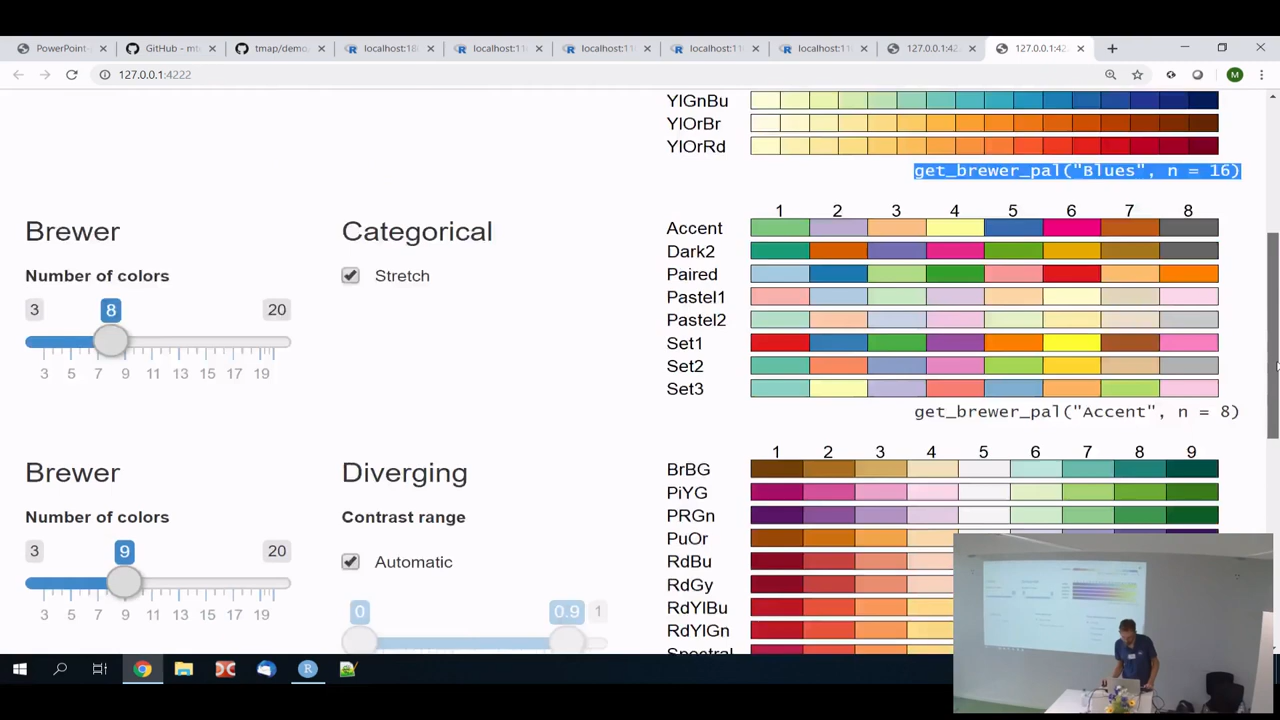 PowerPoint-
GitHub - mt
tmap/demo
localhost:18
localhost:11
localhost:11
localhost:11
localhost:11
127.0.0.1:42
127.0.0.1:42
127.0.0.1:4222
M
YlGnBu
YlOrBr
YlOrRd
get_brewer_pal("Blues", n = 16)
Brewer
Categorical
Number of colors
Stretch
3 8 20
3 5 7 9 11 13 15 17 19
1 2 3 4 5 6 7 8
Accent
Dark2
Paired
Pastel1
Pastel2
Set1
Set2
Set3
get_brewer_pal("Accent", n = 8)
Brewer
Diverging
Number of colors
Contrast range
3 9 20
Automatic
3 5 7 9 11 13 15 17 19
0 0.9 1
1 2 3 4 5 6 7 8 9
BrBG
PiYG
PRGn
PuOr
RdBu
RdGy
RdYlBu
RdYlGn
Spectral